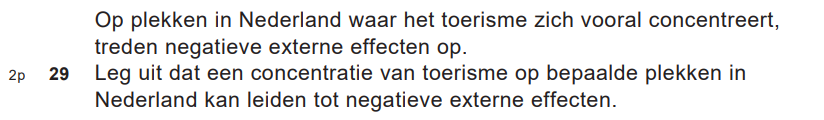 Op plekken in Nederland waar het toerisme zich vooral concentreert,
treden negatieve externe effecten op.
2p 29 Leg uit dat een concentratie van toerisme op bepaalde plekken in
Nederland kan leiden tot negatieve externe effecten.